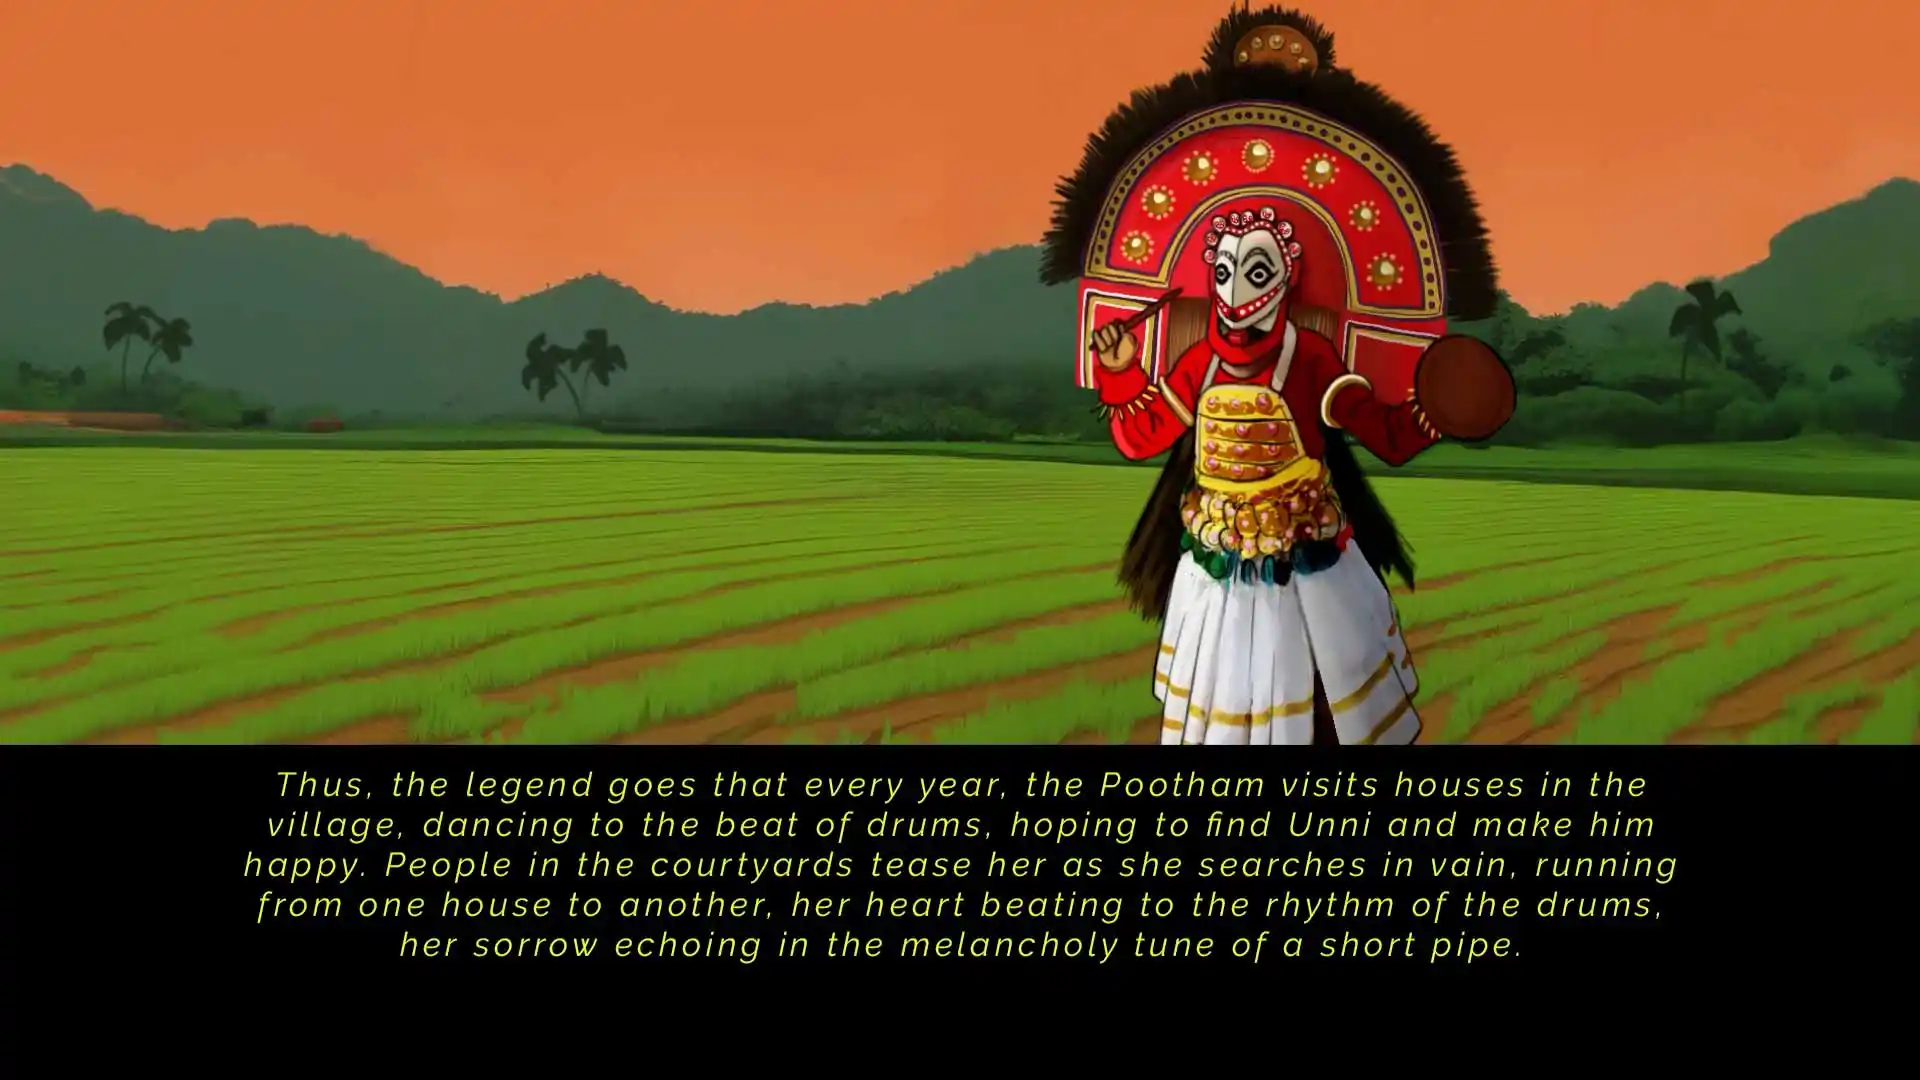 Thus, the legend goes that every year, the Pootham visits houses in the
village, dancing to the beat of drums, hoping to find Unni and make him
happy. People in the courtyards tease her as she searches in vain, running
from one house to another, her heart beating to the rhythm of the drums,
her sorrow echoing in the melancholy tune of a short pipe.